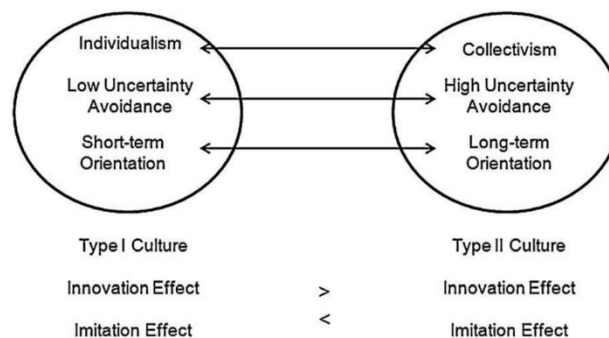 Individualism
Collectivism
Low Uncertainty
Avoidance
High Uncertainty
Avoidance
Short-term
Orientation
Long-term
Orientation
Type I Culture
Type II Culture
Innovation Effect > Innovation Effect
Imitation Effect < Imitation Effect